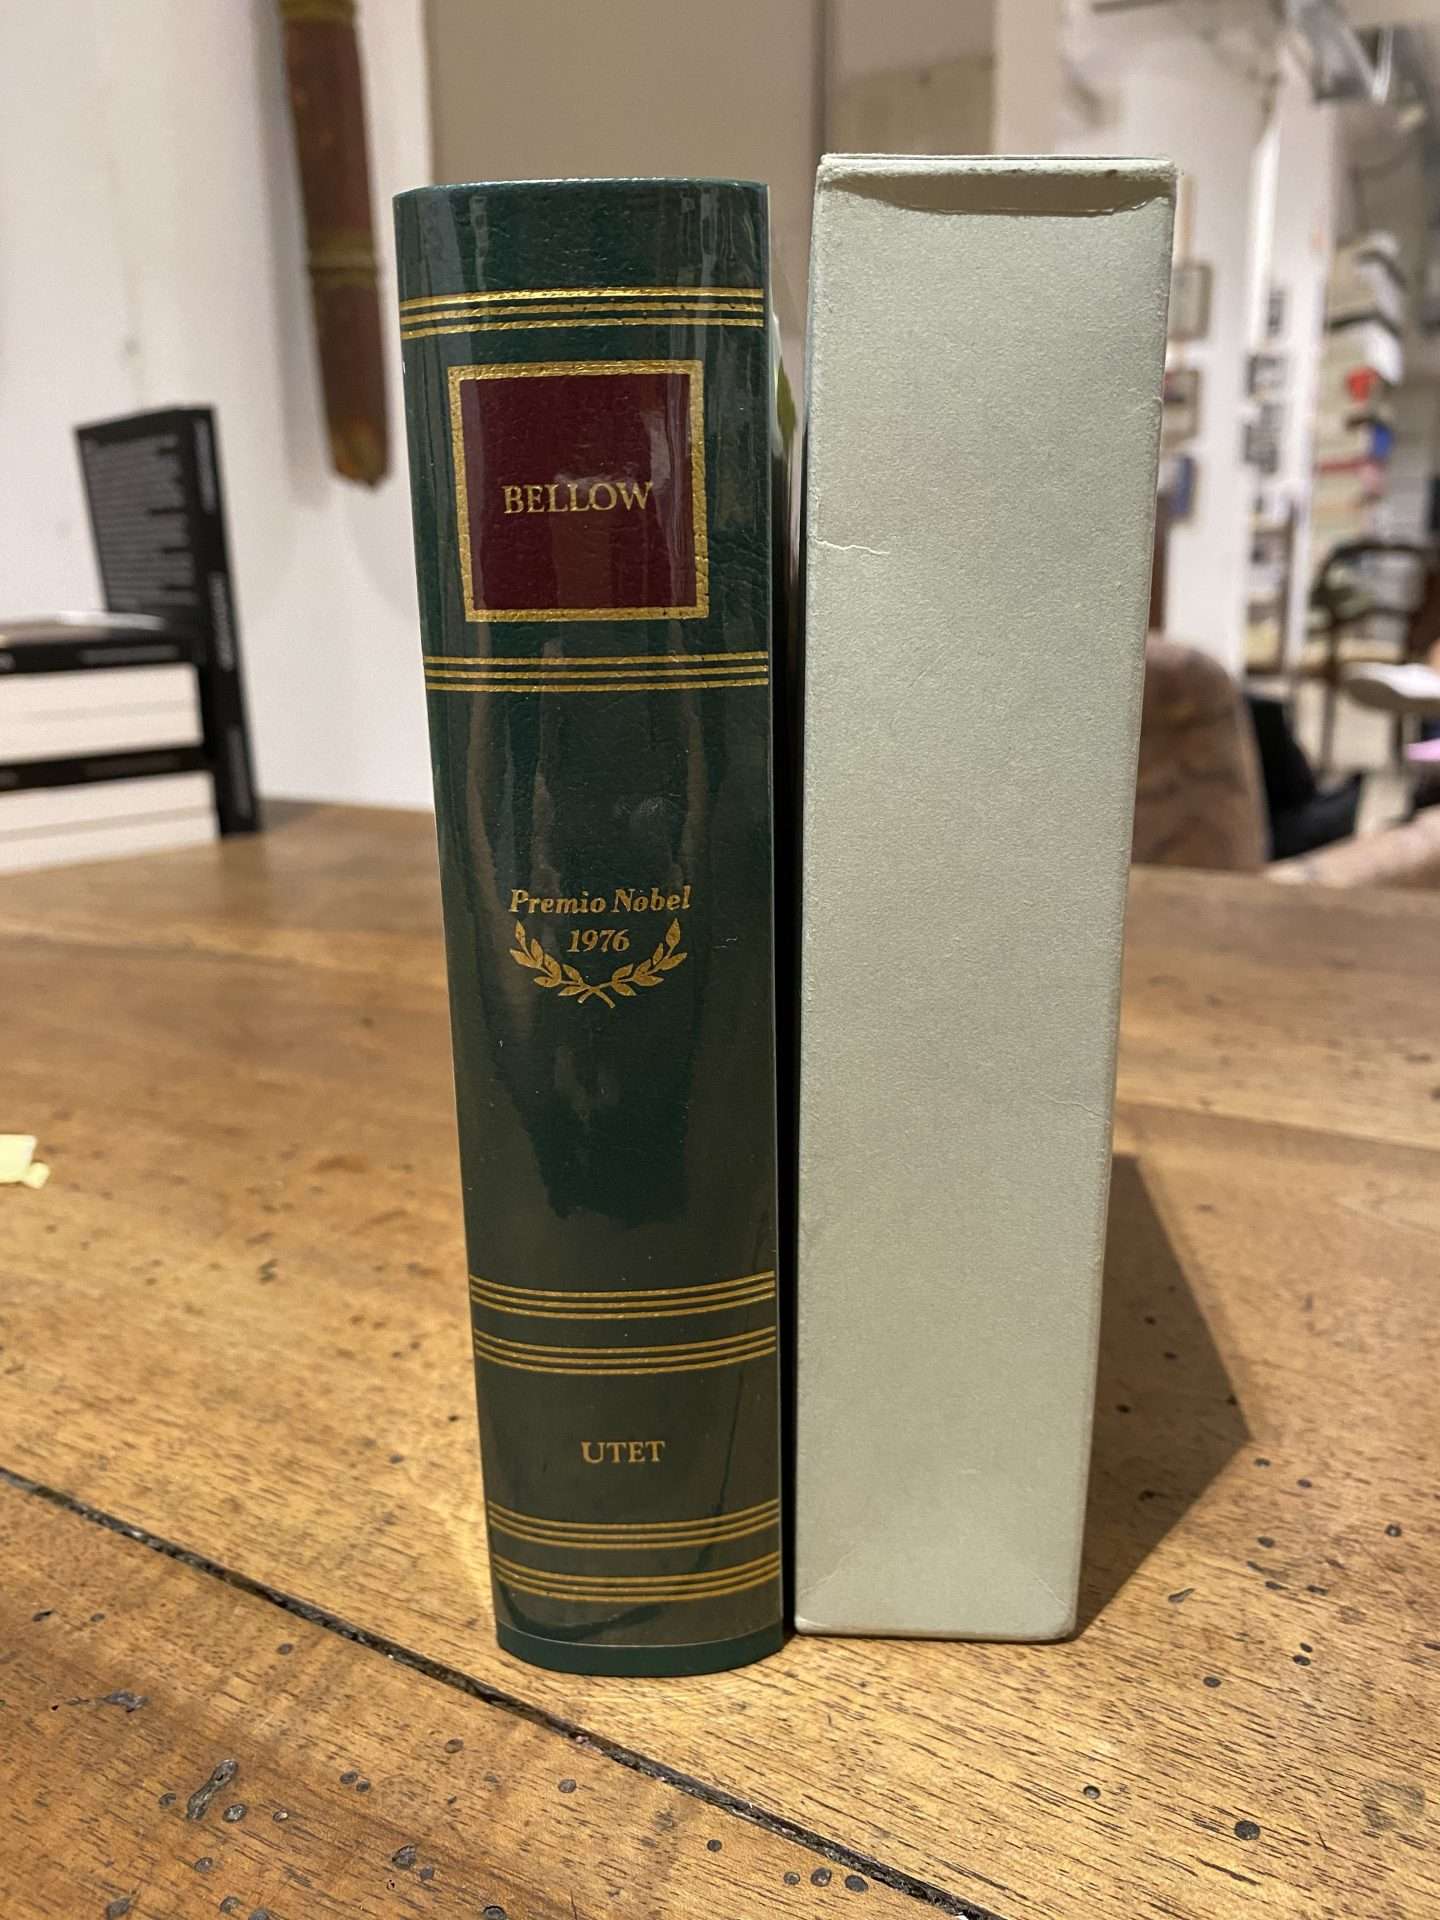 BELLOW
Premio Nobel
1976
UTET